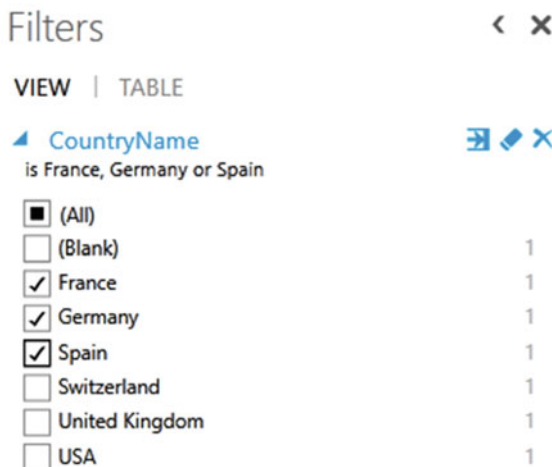 Filters
VIEW | TABLE
CountryName
is France, Germany or Spain
(All)
(Blank) 1
France 1
Germany 1
Spain 1
Switzerland 1
United Kingdom 1
USA 1